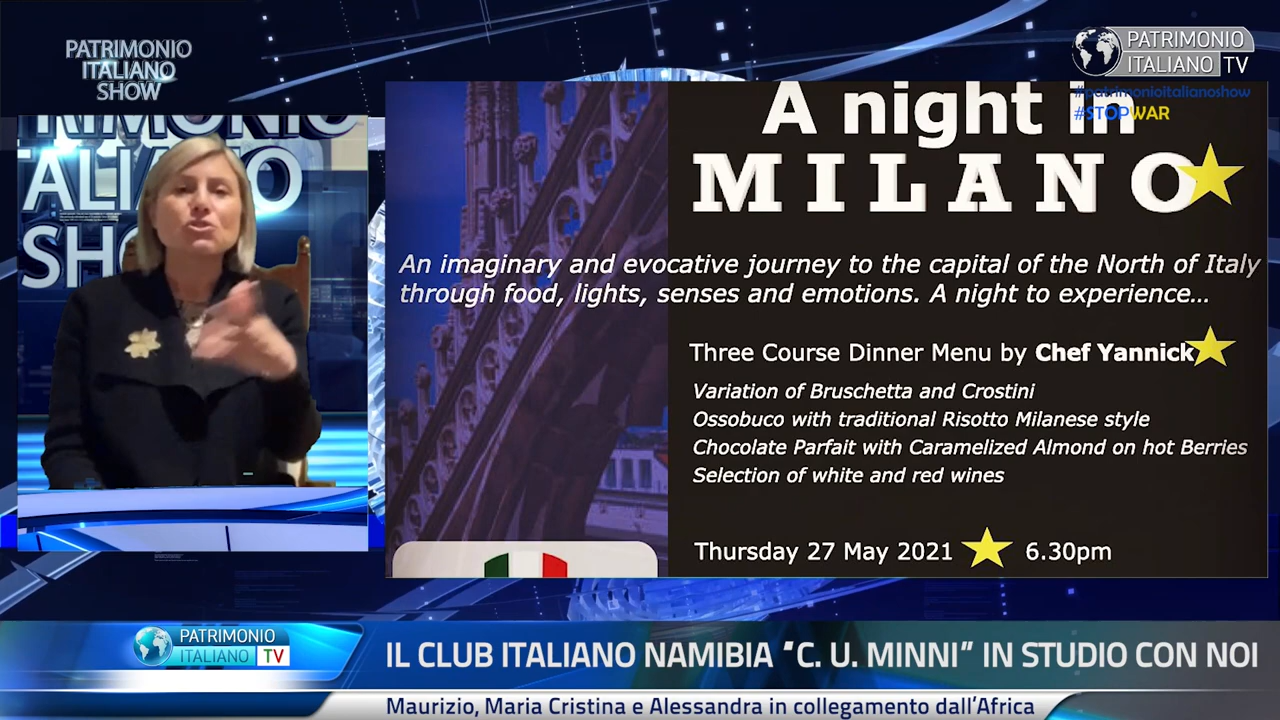 PATRIMONIO
ITALIANO
SHOW
PATRIMONIO
ITALIANO TV
#patrimonioitalianoshow
#STOPWAR
A night in
MILANO
An imaginary and evocative journey to the capital of the North of Italy
through food, lights, senses and emotions. A night to experience...
Three Course Dinner Menu by Chef Yannick
Variation of Bruschetta and Crostini
Ossobuco with traditional Risotto Milanese style
Chocolate Parfait with Caramelized Almond on hot Berries
Selection of white and red wines
Thursday 27 May 2021 6.30pm
PATRIMONIO
ITALIANO TV
IL CLUB ITALIANO NAMIBIA "C. U. MINNI" IN STUDIO CON NOI
Maurizio, Maria Cristina e Alessandra in collegamento dall'Africa